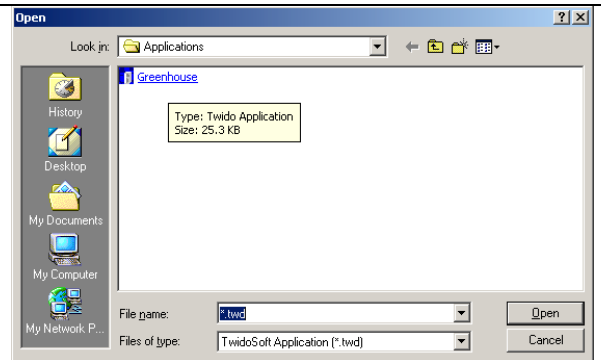 Open
Look in: Applications
Greenhouse
Type: Twido Application
Size: 25.3 KB
History
Desktop
My Documents
My Computer
My Network P...
File name: *.twd Open
Files of type: TwidoSoft Application (*.twd) Cancel